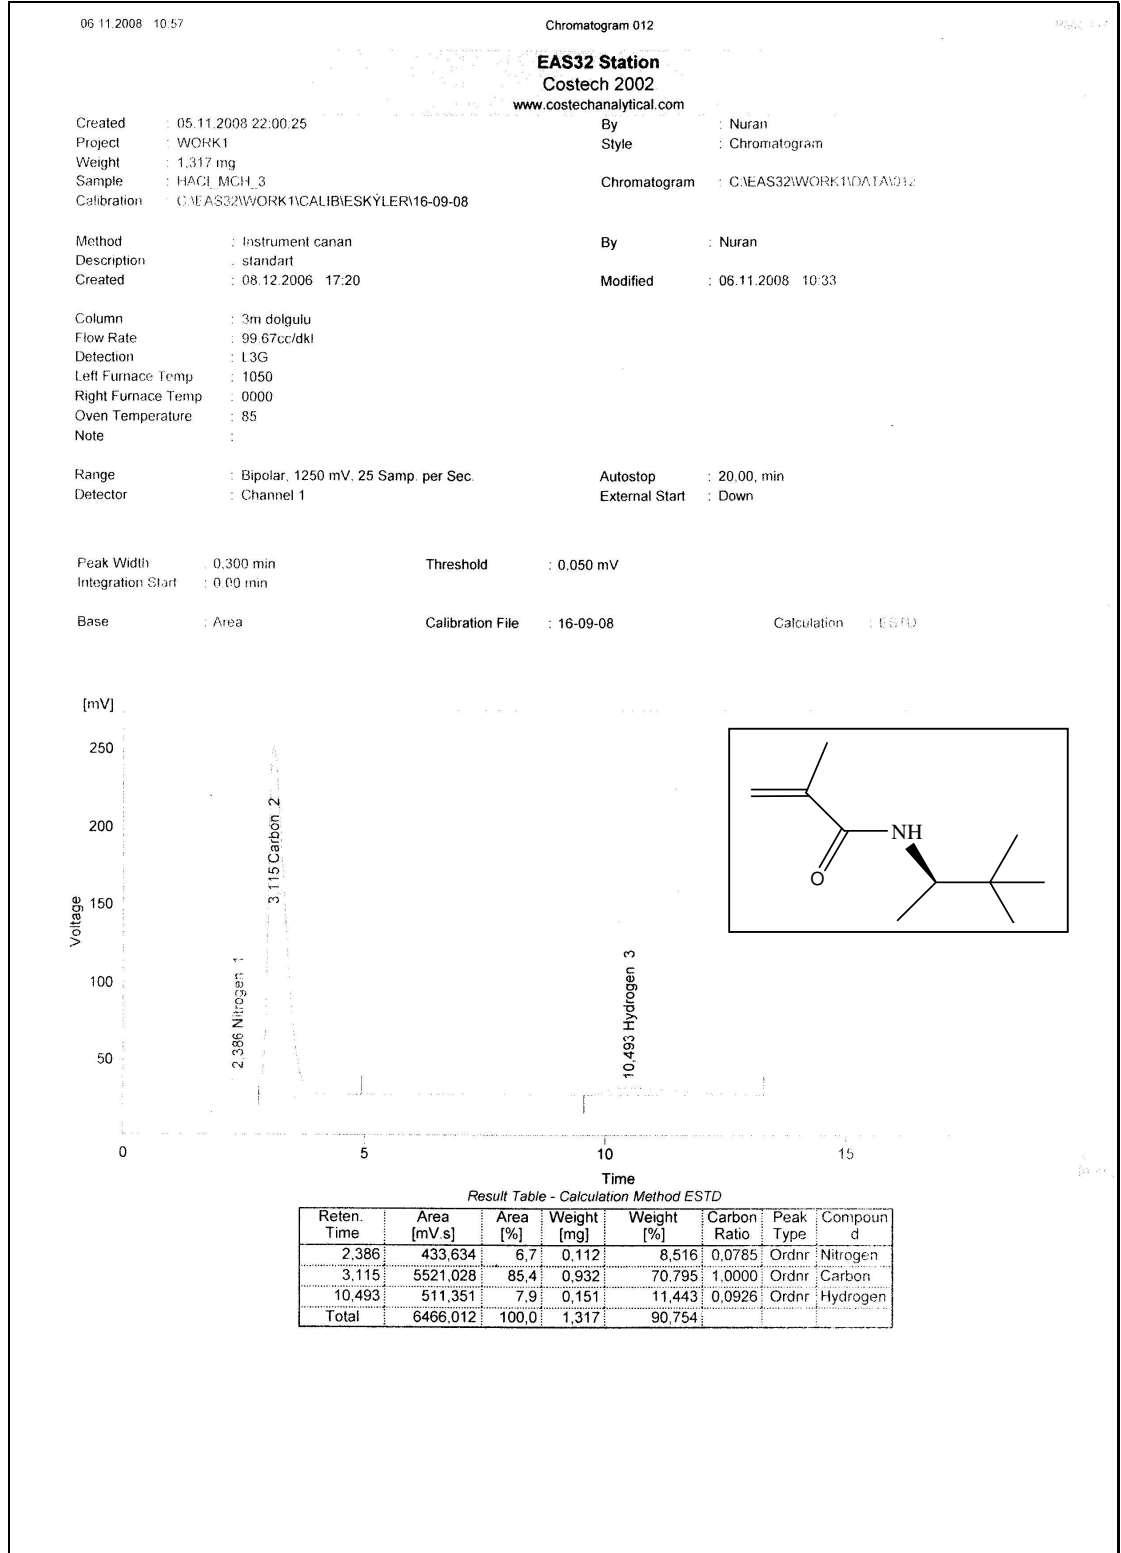 06 11.2008 10:57 Chromatogram 012
EAS32 Station
Costech 2002
www.costechanalytical.com
Created : 05.11.2008 22:00:25 By : Nuran
Project : WORK1 Style : Chromatogram
Weight : 1,317 mg
Sample : HACI_MCH_3 Chromatogram : C:\EAS32\WORK1\DATA\012
Calibration : C:\EAS32\WORK1\CALIB\ESKÝLER\16-09-08
Method : Instrument canan By : Nuran
Description : standart
Created : 08.12.2006 17:20 Modified : 06.11.2008 10:33
Column : 3m dolgulu
Flow Rate : 99.67cc/dkl
Detection : L3G
Left Furnace Temp : 1050
Right Furnace Temp : 0000
Oven Temperature : 85
Note :
Range : Bipolar, 1250 mV, 25 Samp. per Sec. Autostop : 20,00, min
Detector : Channel 1 External Start : Down
Peak Width : 0,300 min Threshold : 0,050 mV
Integration Start : 0.00 min
Base : Area Calibration File : 16-09-08 Calculation : ESTD
[mV]
250
200
150
100
50
Voltage
2,386 Nitrogen 1
3,115 Carbon 2
10,493 Hydrogen 3
NH
O
0 5 10 15
Time
Result Table - Calculation Method ESTD
Reten. Time Area [mV.s] Area [%] Weight [mg] Weight [%] Carbon Ratio Peak Type Compoun d
2,386 433,634 6,7 0,112 8,516 0,0785 Ordnr Nitrogen
3,115 5521,028 85,4 0,932 70,795 1,0000 Ordnr Carbon
10,493 511,351 7,9 0,151 11,443 0,0926 Ordnr Hydrogen
Total 6466,012 100,0 1,317 90,754